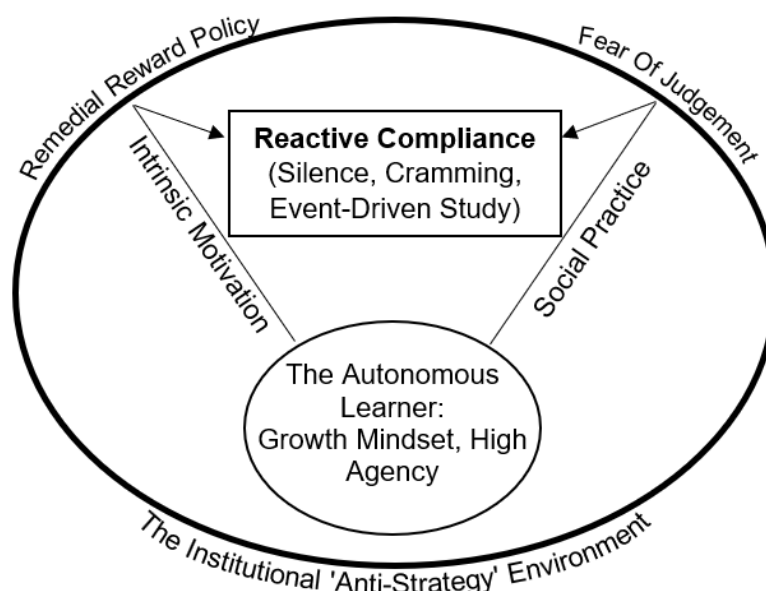 Remedial Reward Policy
Fear Of Judgement
Reactive Compliance
(Silence, Cramming,
Event-Driven Study)
Intrinsic Motivation
Social Practice
The Autonomous
Learner:
Growth Mindset, High
Agency
The Institutional 'Anti-Strategy' Environment